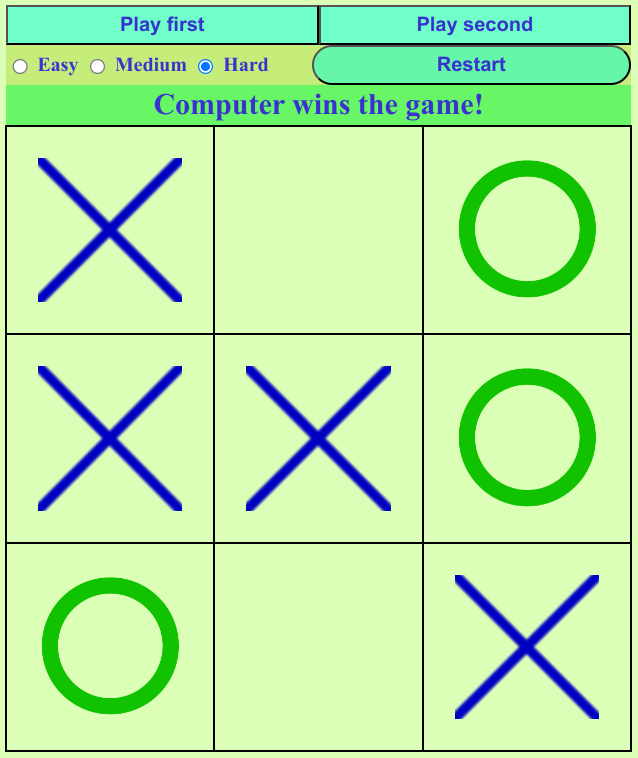 Play first Play second
Easy Medium Hard Restart
Computer wins the game!